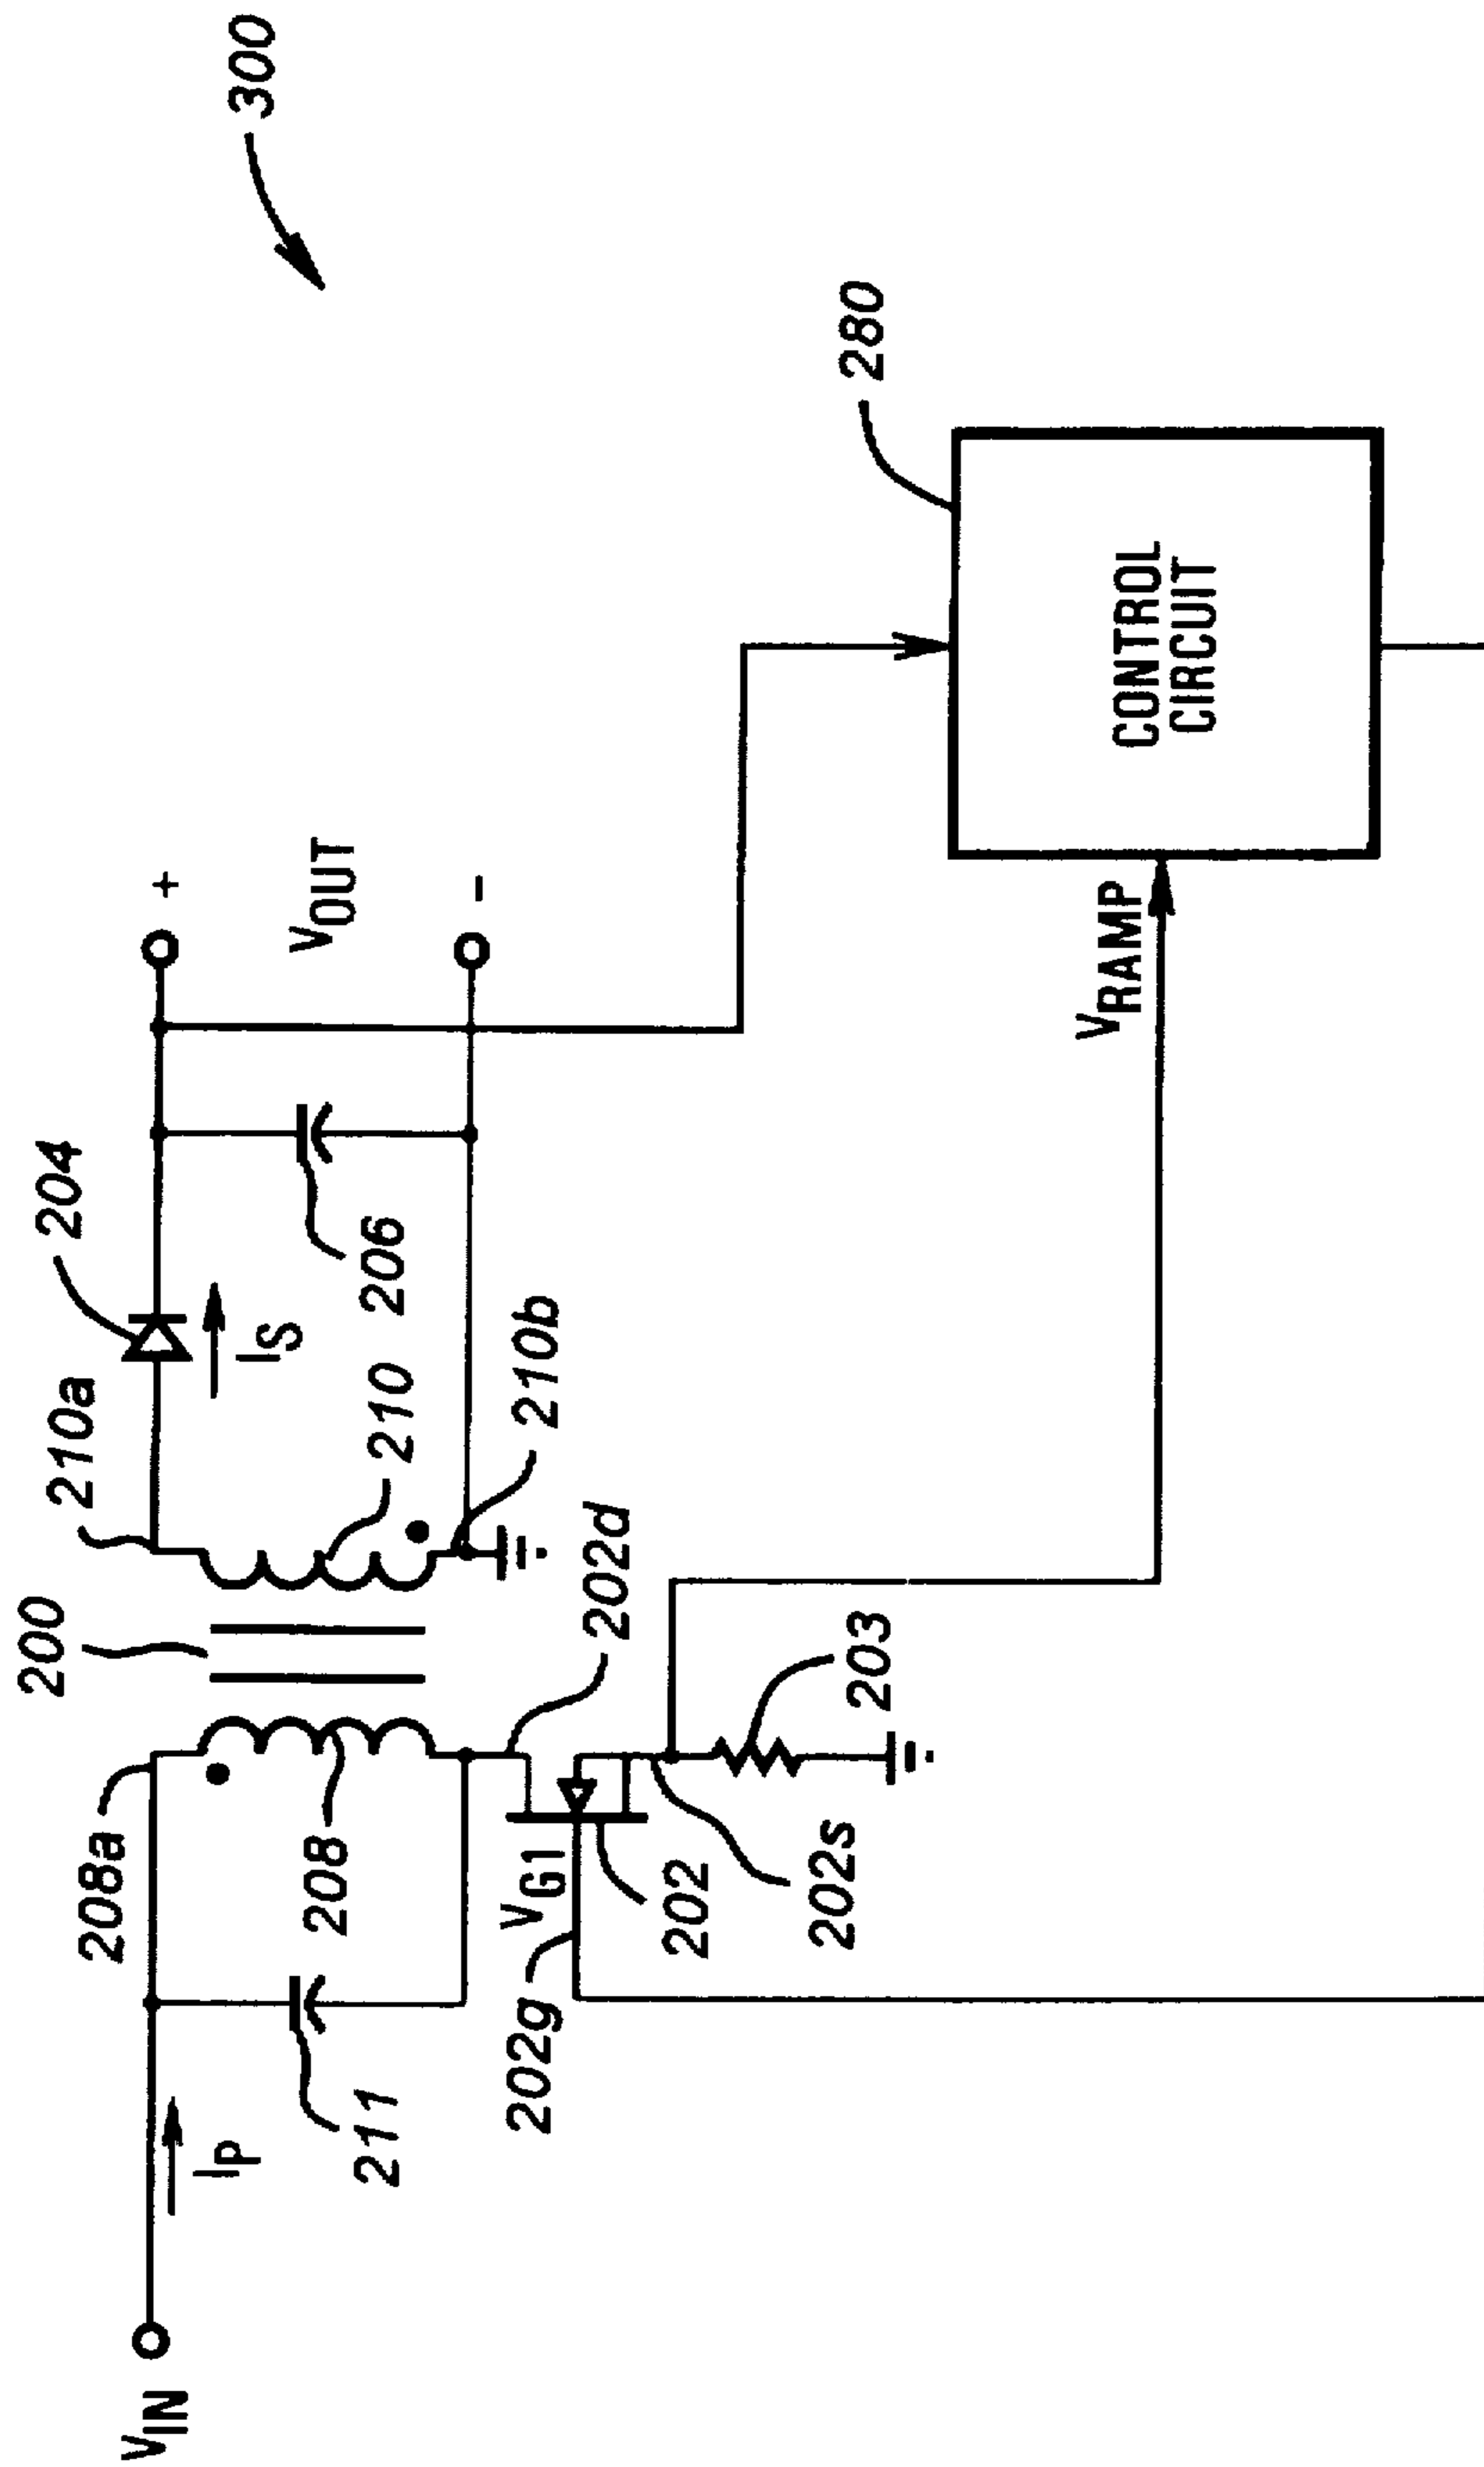 300
200
210a
204
+
208a
VIN
IP
IS
VOUT
208
210
206
-
211
210b
202d
VG1
202g
202
203
280
202s
VRAMP
CONTROL
CIRCUIT